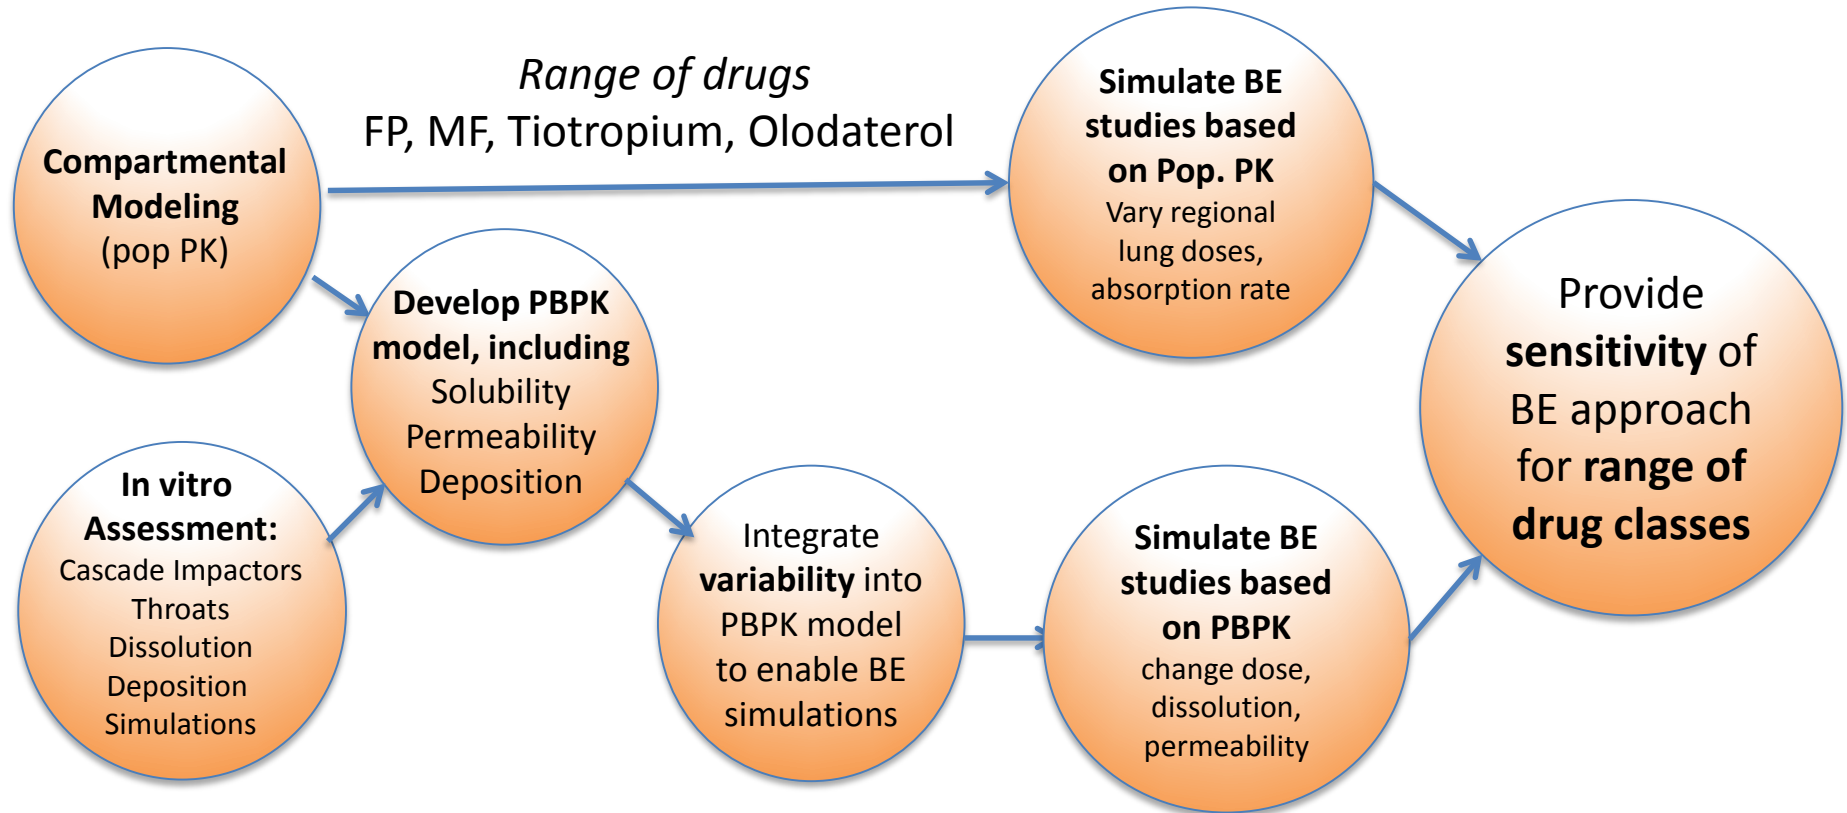 Compartmental
Modeling
(pop PK)
Range of drugs
FP, MF, Tiotropium, Olodaterol
Simulate BE
studies based
on Pop. PK
Vary regional
lung doses,
absorption rate
Develop PBPK
model, including
Solubility
Permeability
Deposition
In vitro
Assessment:
Cascade Impactors
Throats
Dissolution
Deposition
Simulations
Integrate
variability into
PBPK model
to enable BE
simulations
Simulate BE
studies based
on PBPK
change dose,
dissolution,
permeability
Provide
sensitivity of
BE approach
for range of
drug classes